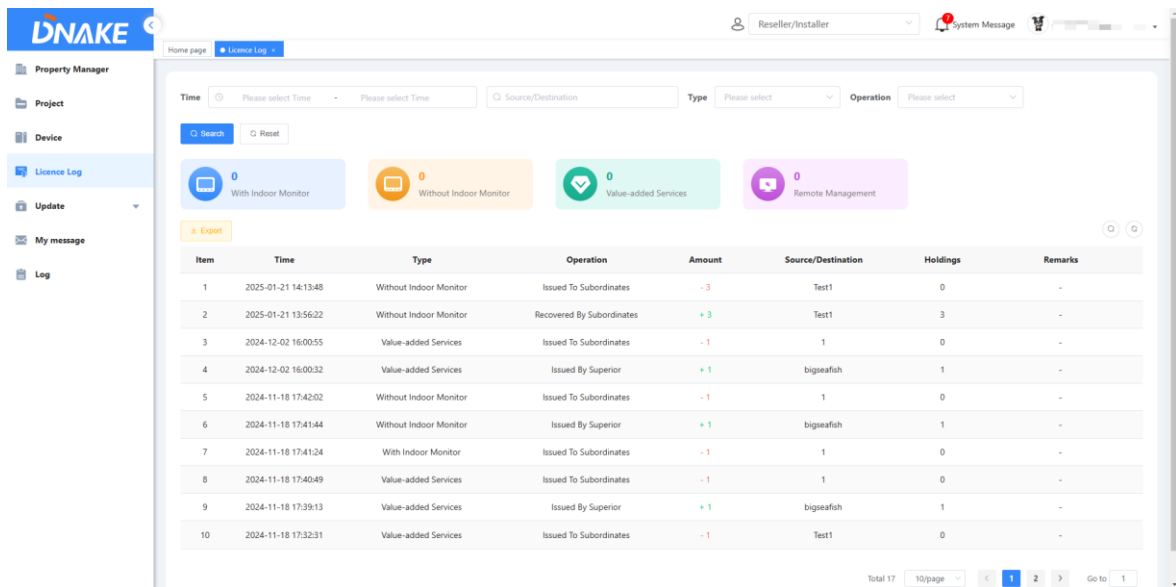 DNAKE
Reseller/Installer
7
System Message
Home page
Licence Log ×
Property Manager
Project
Device
Licence Log
Update
My message
Log
Time Please select Time - Please select Time Source/Destination Type Please select Operation Please select
Search Reset
0
With Indoor Monitor
0
Without Indoor Monitor
0
Value-added Services
0
Remote Management
Export
Item Time Type Operation Amount Source/Destination Holdings Remarks
1 2025-01-21 14:13:48 Without Indoor Monitor Issued To Subordinates - 3 Test1 0 -
2 2025-01-21 13:56:22 Without Indoor Monitor Recovered By Subordinates + 3 Test1 3 -
3 2024-12-02 16:00:55 Value-added Services Issued To Subordinates - 1 1 0 -
4 2024-12-02 16:00:32 Value-added Services Issued By Superior + 1 bigseafish 1 -
5 2024-11-18 17:42:02 Without Indoor Monitor Issued To Subordinates - 1 1 0 -
6 2024-11-18 17:41:44 Without Indoor Monitor Issued By Superior + 1 bigseafish 1 -
7 2024-11-18 17:41:24 With Indoor Monitor Issued To Subordinates - 1 1 0 -
8 2024-11-18 17:40:49 Value-added Services Issued To Subordinates - 1 1 0 -
9 2024-11-18 17:39:13 Value-added Services Issued By Superior + 1 bigseafish 1 -
10 2024-11-18 17:32:31 Value-added Services Issued To Subordinates - 1 Test1 0 -
Total 17 10/page < 1 2 > Go to 1